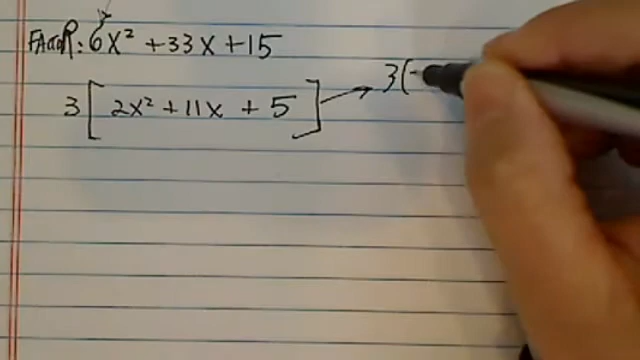 FACTOR: 6x² + 33x + 15
3[ 2x² + 11x + 5 ] → 3(